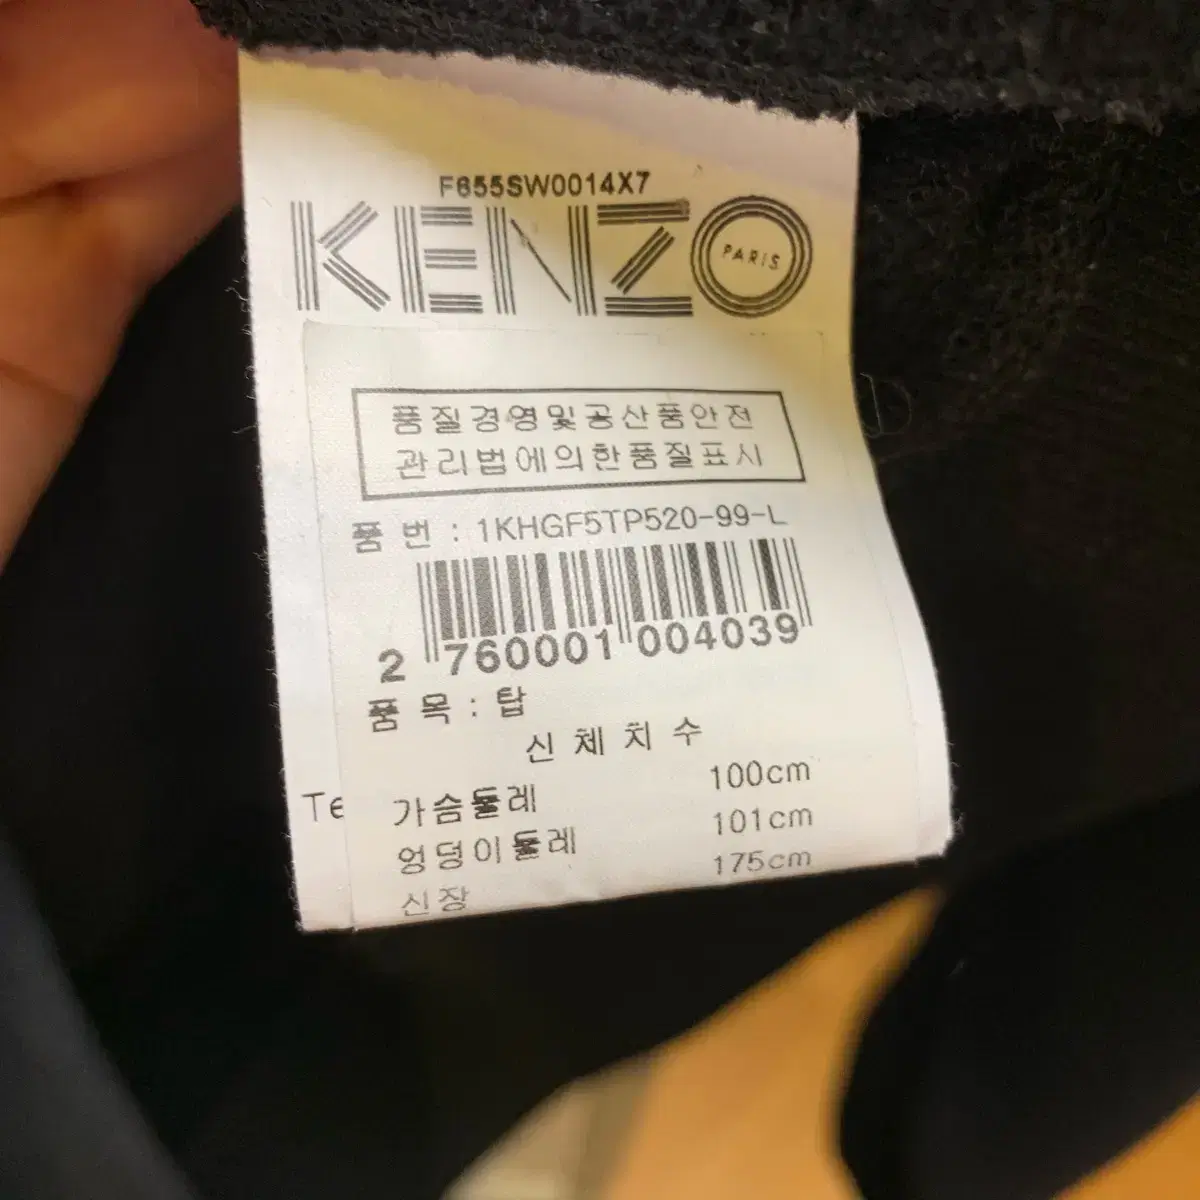 F655SW0014X7
KENZO
PARIS
품질경영및공산품안전
관리법에의한품질표시
품 번 : 1KHGF5TP520-99-L
2 760001 004039
품 목 : 탑
신 체 치 수
가슴둘레 100cm
엉덩이둘레 101cm
신장 175cm
Te